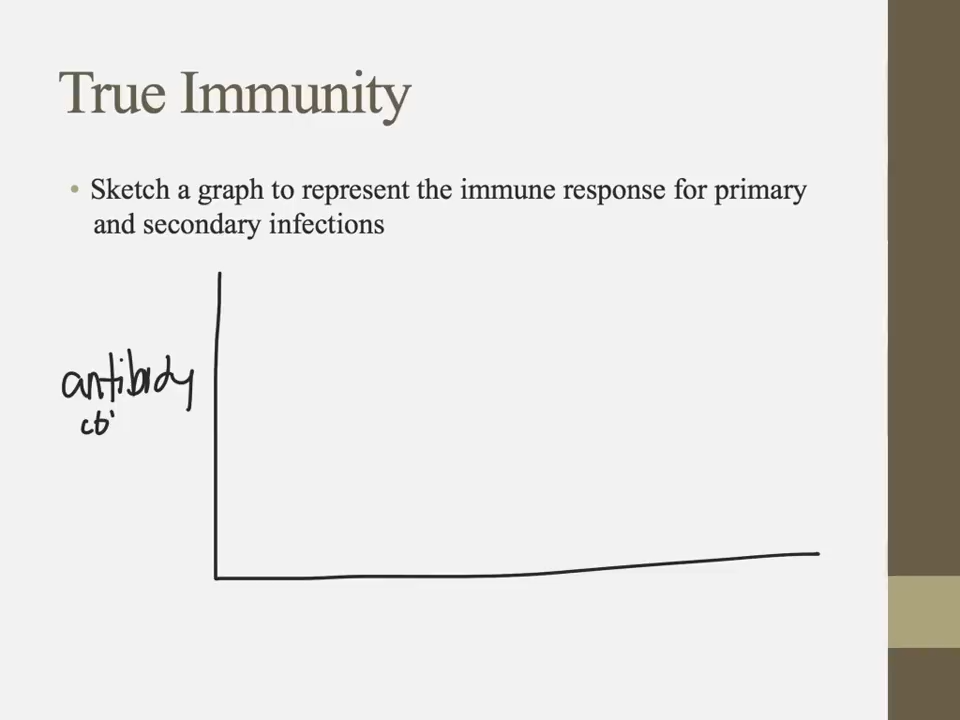 True Immunity
• Sketch a graph to represent the immune response for primary
and secondary infections
antibody